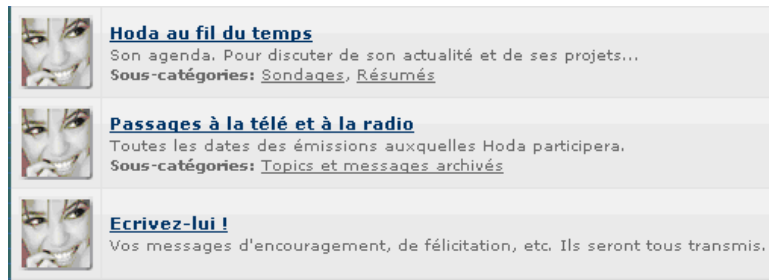 Hoda au fil du temps
Son agenda. Pour discuter de son actualité et de ses projets...
Sous-catégories: Sondages, Résumés
Passages à la télé et à la radio
Toutes les dates des émissions auxquelles Hoda participera.
Sous-catégories: Topics et messages archivés
Ecrivez-lui !
Vos messages d'encouragement, de félicitation, etc. Ils seront tous transmis.